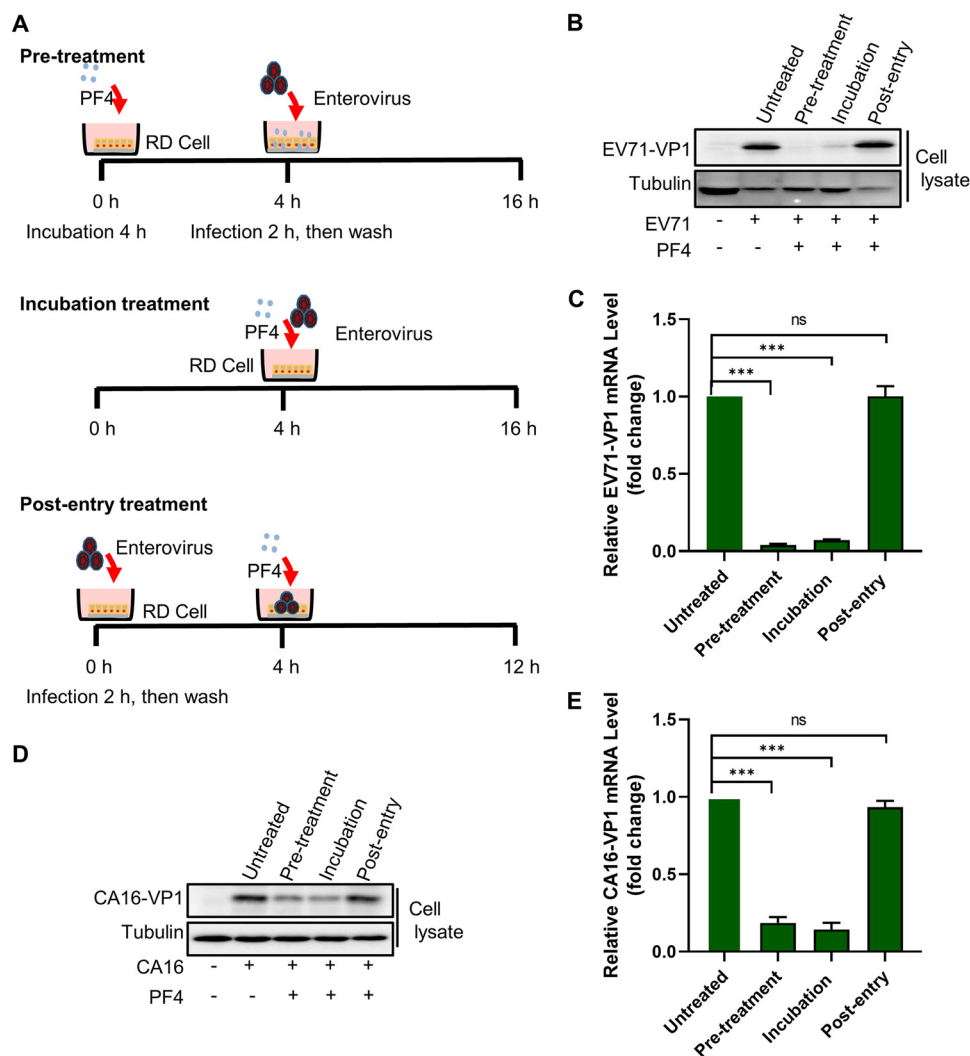 A
Pre-treatment
PF4
Enterovirus
RD Cell
0 h
4 h
16 h
Incubation 4 h
Infection 2 h, then wash
Incubation treatment
PF4
Enterovirus
RD Cell
0 h
4 h
16 h
Post-entry treatment
Enterovirus
PF4
RD Cell
0 h
4 h
12 h
Infection 2 h, then wash
B
Untreated
Pre-treatment
Incubation
Post-entry
EV71-VP1
Tubulin
Cell
lysate
EV71 - + + + +
PF4 - - + + +
C
Relative EV71-VP1 mRNA Level
(fold change)
1.5
1.0
0.5
0.0
ns
***
***
Untreated
Pre-treatment
Incubation
Post-entry
D
Untreated
Pre-treatment
Incubation
Post-entry
CA16-VP1
Tubulin
Cell
lysate
CA16 - + + + +
PF4 - - + + +
E
Relative CA16-VP1 mRNA Level
(fold change)
1.5
1.0
0.5
0.0
ns
***
***
Untreated
Pre-treatment
Incubation
Post-entry